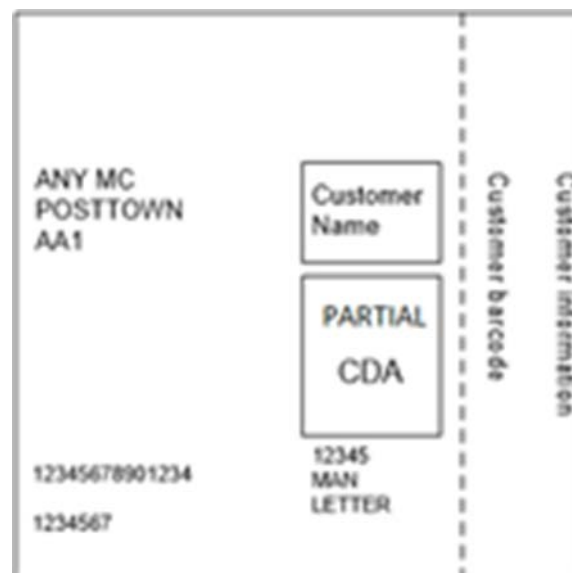 ANY MC
POSTTOWN
AA1
Customer
Name
PARTIAL
CDA
12345678901234
1234567
12345
MAN
LETTER
Customer barcode
Customer information